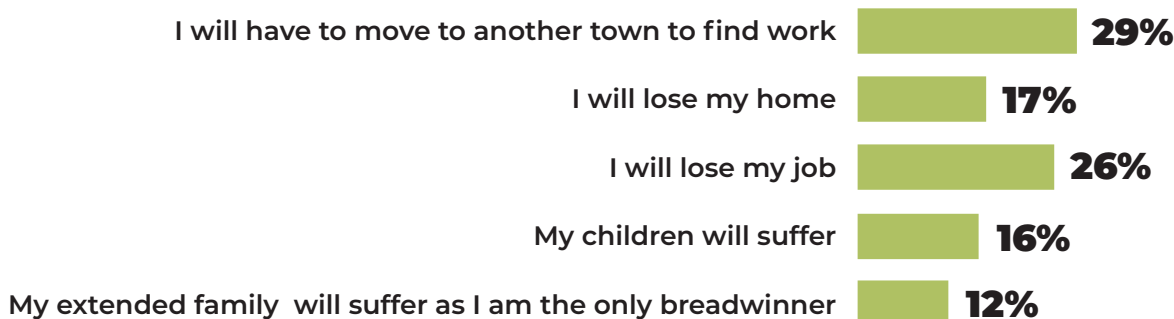 I will have to move to another town to find work 29%
I will lose my home 17%
I will lose my job 26%
My children will suffer 16%
My extended family will suffer as I am the only breadwinner 12%